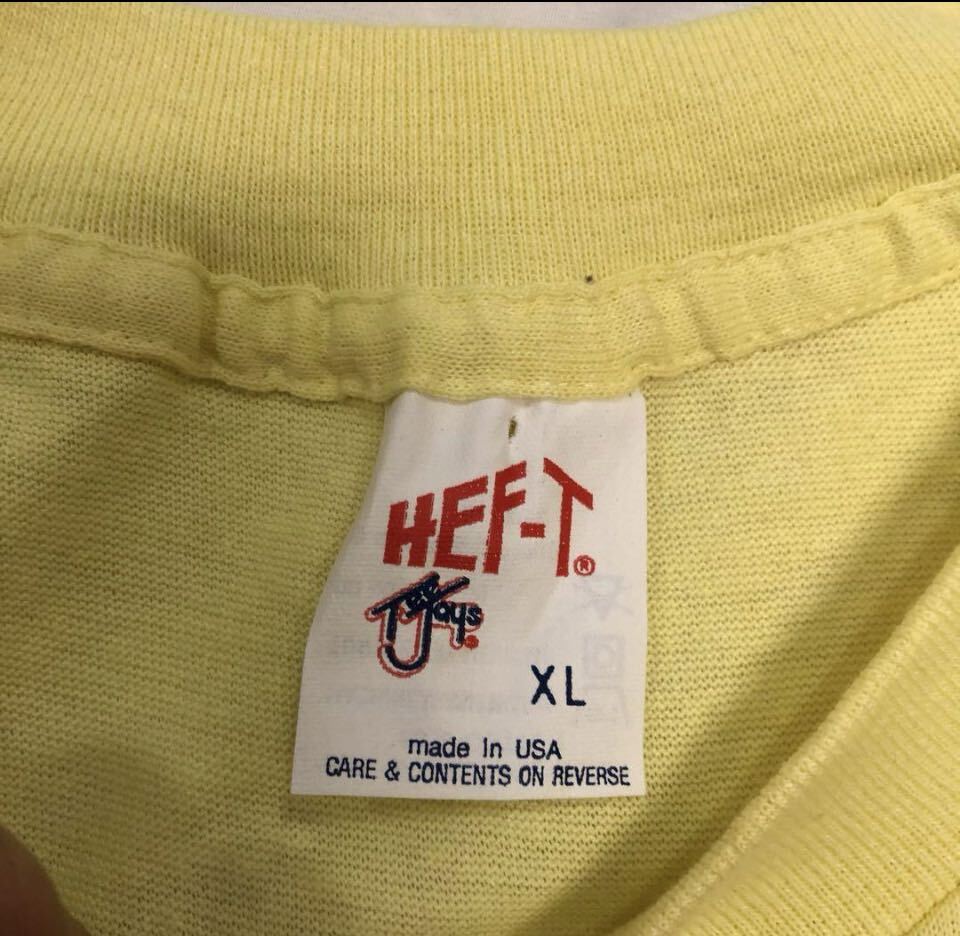 HEF-T®
Tee Jays®
XL
made in USA
CARE & CONTENTS ON REVERSE